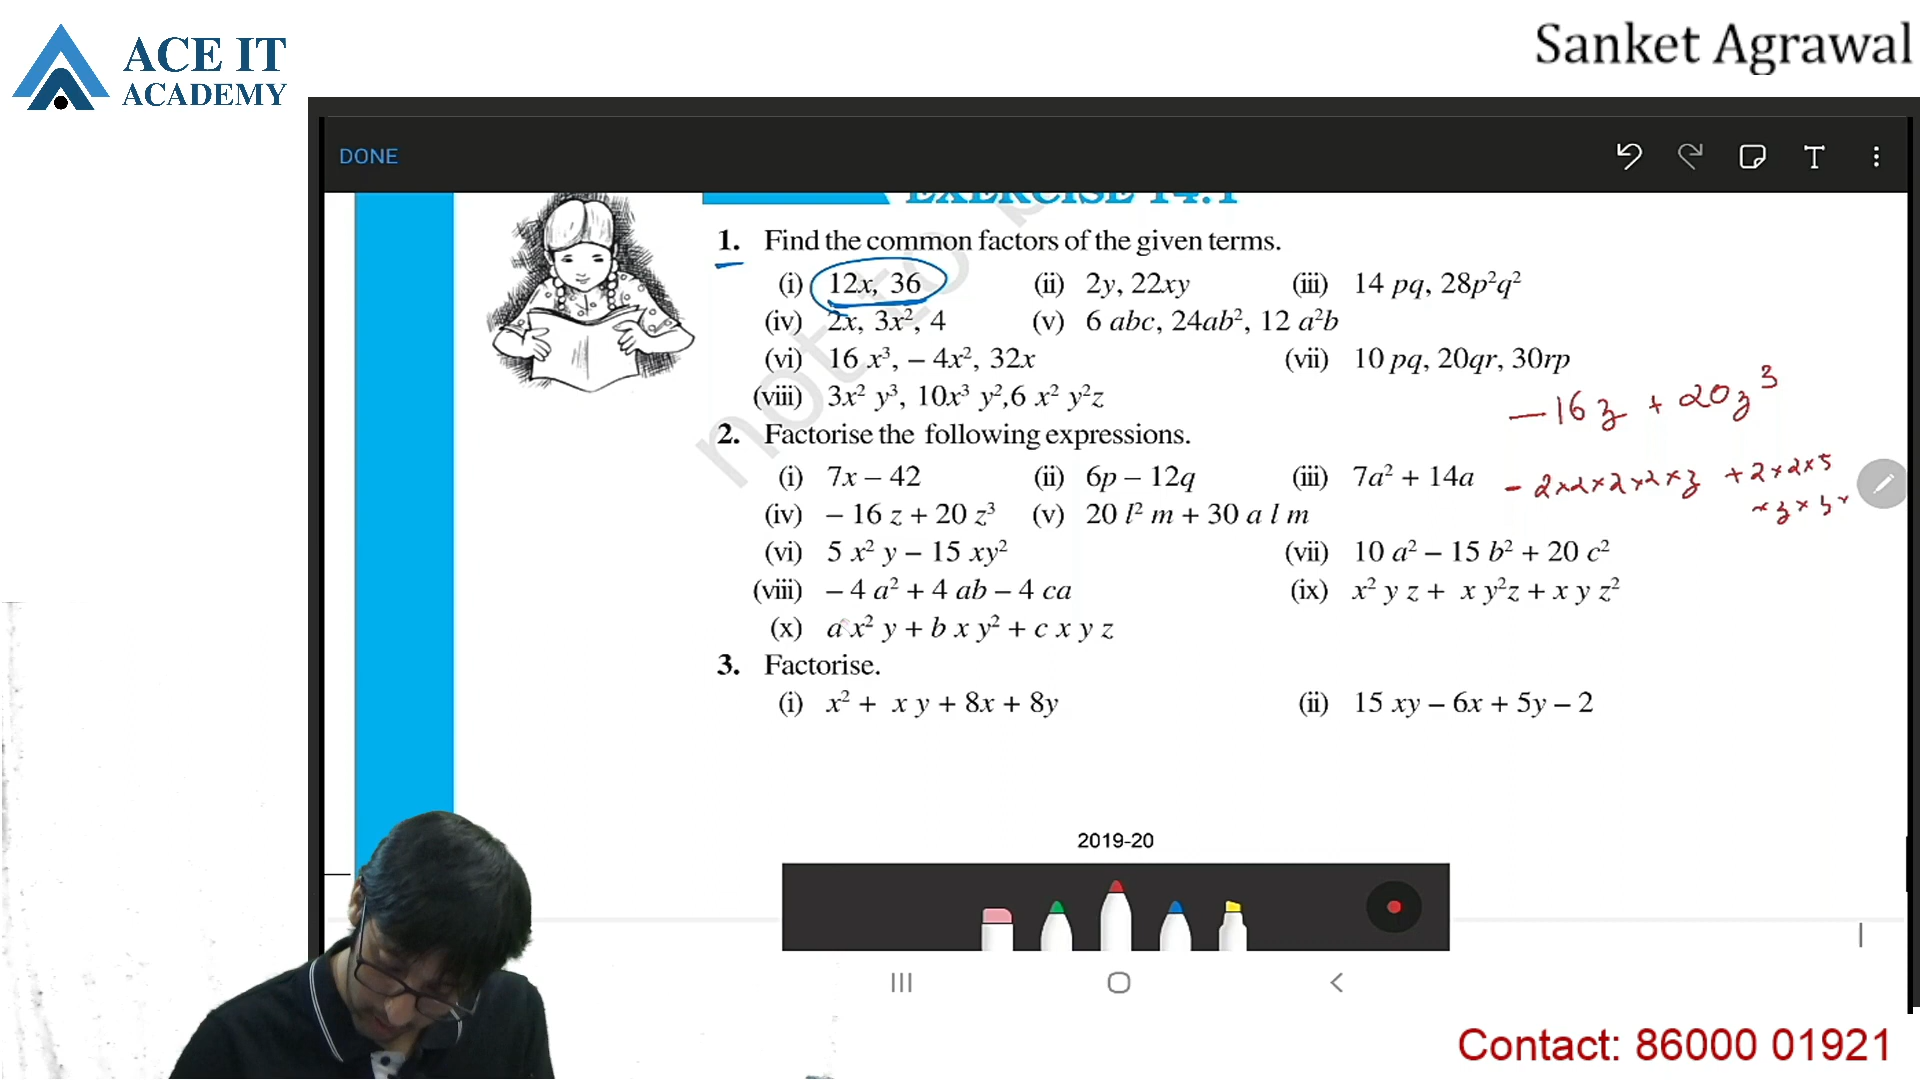 ACE IT
ACADEMY
Sanket Agrawal
DONE
EXERCISE 14.1
1. Find the common factors of the given terms.
(i) 12x, 36 (ii) 2y, 22xy (iii) 14 pq, 28p²q²
(iv) 2x, 3x², 4 (v) 6 abc, 24ab², 12 a²b
(vi) 16 x³, – 4x², 32x (vii) 10 pq, 20qr, 30rp
(viii) 3x² y³, 10x³ y²,6 x² y²z
-16z + 20z³
2. Factorise the following expressions.
(i) 7x – 42 (ii) 6p – 12q (iii) 7a² + 14a
- 2×2×2×2×z + 2×2×5
(iv) – 16 z + 20 z³ (v) 20 l² m + 30 a l m
×z×z×
(vi) 5 x² y – 15 xy² (vii) 10 a² – 15 b² + 20 c²
(viii) – 4 a² + 4 ab – 4 ca (ix) x² y z + x y²z + x y z²
(x) a x² y + b x y² + c x y z
3. Factorise.
(i) x² + x y + 8x + 8y (ii) 15 xy – 6x + 5y – 2
not to b
2019-20
Contact: 86000 01921